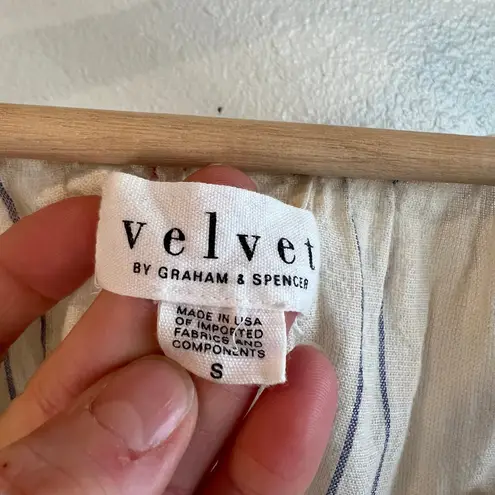 velvet
BY GRAHAM & SPENCER
MADE IN USA
OF IMPORTED
FABRICS AND
COMPONENTS
S